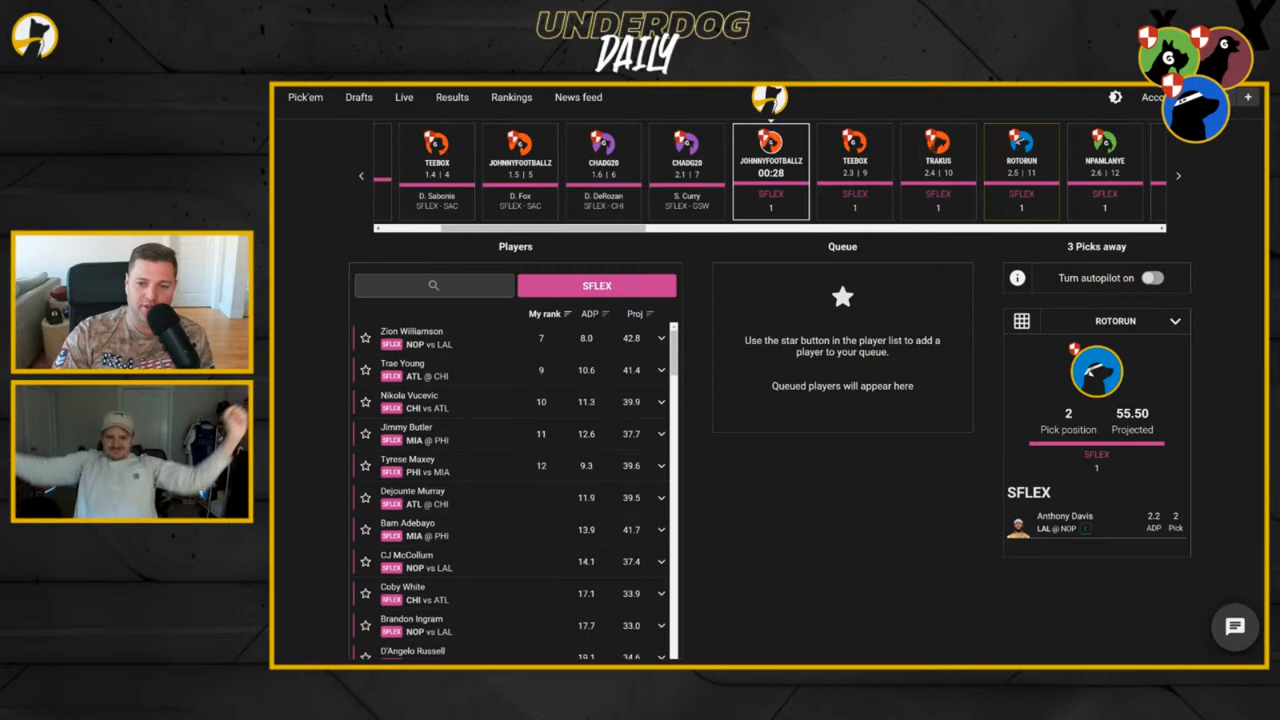 UNDERDOG
DAILY
Pick'em Drafts Live Results Rankings News feed
TEEBOX
1.4 | 4
D. Sabonis
SFLEX - SAC
JOHNNYFOOTBALLZ
1.5 | 5
D. Fox
SFLEX - SAC
CHADG20
1.6 | 6
D. DeRozan
SFLEX - CHI
CHADG20
2.1 | 7
S. Curry
SFLEX - GSW
JOHNNYFOOTBALLZ
00:28
SFLEX
1
TEEBOX
2.3 | 9
SFLEX
1
TRAKUS
2.4 | 10
SFLEX
1
ROTORUN
2.5 | 11
SFLEX
1
NPAMLANYE
2.6 | 12
SFLEX
1
Players
SFLEX
My rank ADP Proj
Zion Williamson
SFLEX NOP vs LAL 7 8.0 42.8
Trae Young
SFLEX ATL @ CHI 9 10.6 41.4
Nikola Vucevic
SFLEX CHI vs ATL 10 11.3 39.9
Jimmy Butler
SFLEX MIA @ PHI 11 12.6 37.7
Tyrese Maxey
SFLEX PHI vs MIA 12 9.3 39.6
Dejounte Murray
SFLEX ATL @ CHI 11.9 39.5
Bam Adebayo
SFLEX MIA @ PHI 13.9 41.7
CJ McCollum
SFLEX NOP vs LAL 14.1 37.4
Coby White
SFLEX CHI vs ATL 17.1 33.9
Brandon Ingram
SFLEX NOP vs LAL 17.7 33.0
D'Angelo Russell
19.1 34.6
Queue
Use the star button in the player list to add a
player to your queue.
Queued players will appear here
3 Picks away
Turn autopilot on
ROTORUN
2 55.50
Pick position Projected
SFLEX
1
SFLEX
Anthony Davis 2.2 2
LAL @ NOP ADP Pick